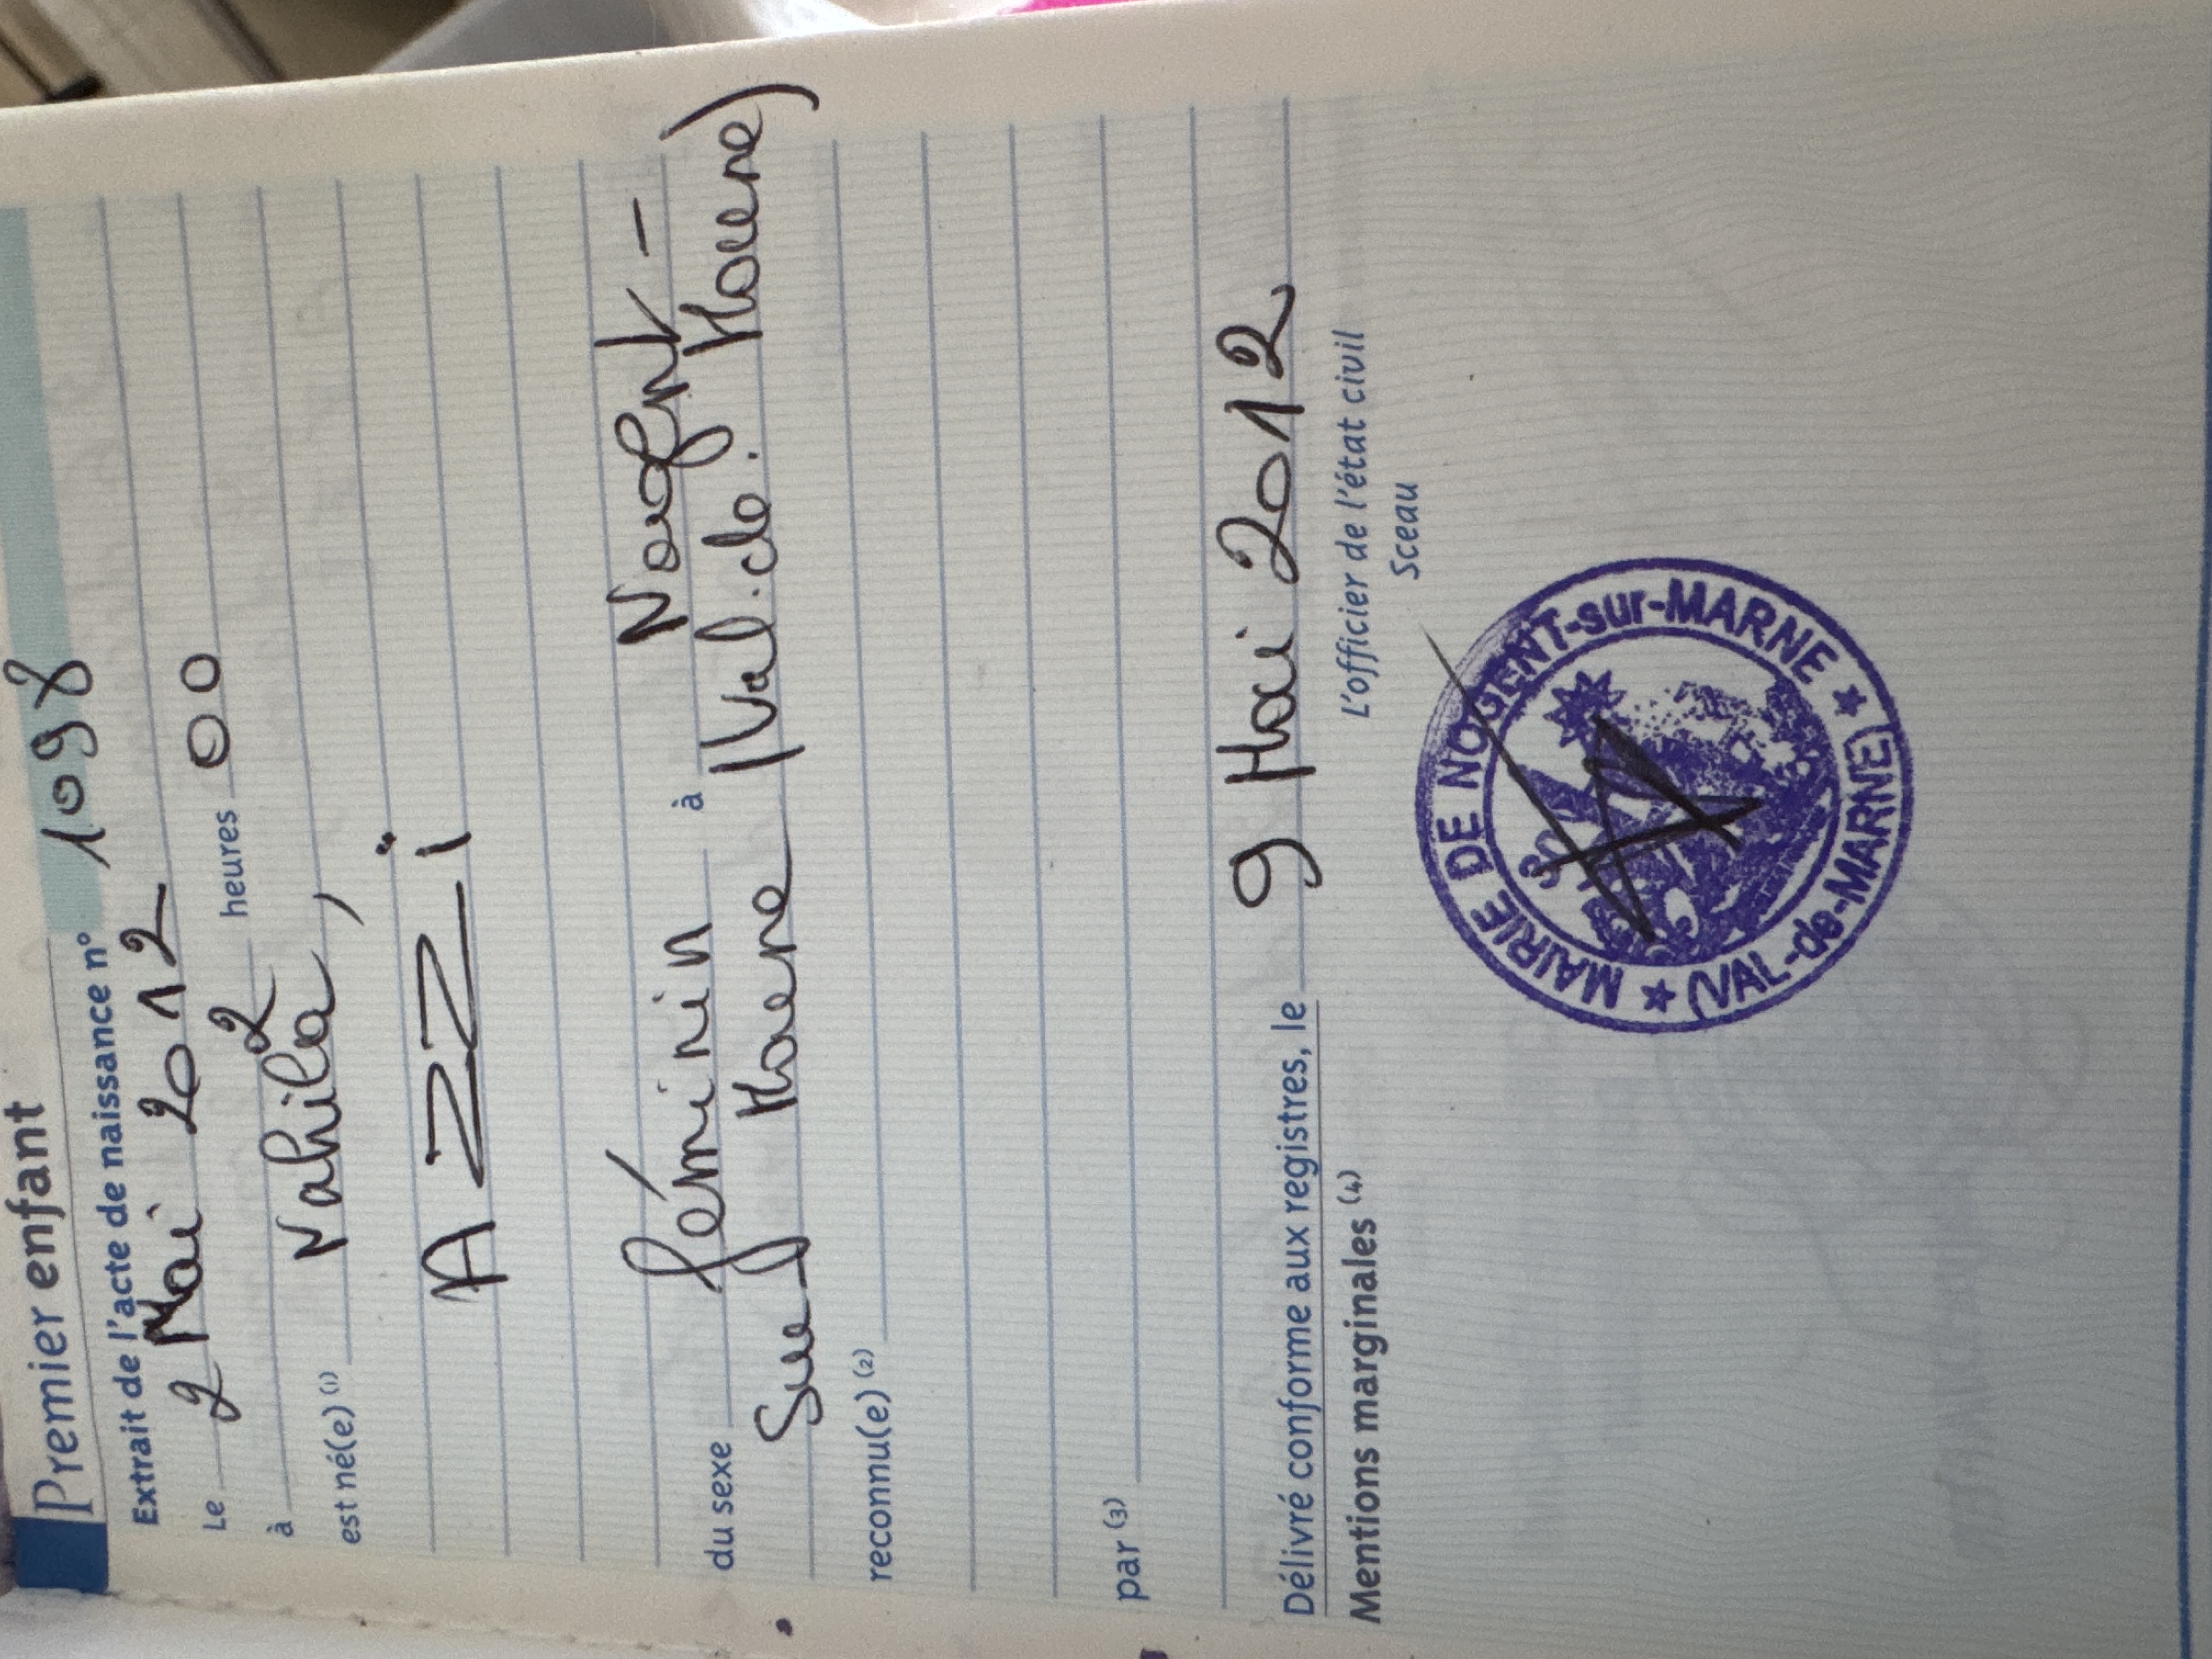 Premier enfant
Extrait de l'acte de naissance n° 1098
Le 2 Mai 2012
à 2 heures 00
est né(e) (1) Nahila,
AZZi
du sexe féminin à Nogent-
Sur Marne (Val.de. Marne)
reconnu(e) (2)
par (3)
Délivré conforme aux registres, le 9 Mai 2012
L'officier de l'état civil
Sceau
Mentions marginales (4)
MAIRIE DE NOGENT-sur-MARNE
(VAL-de-MARNE)